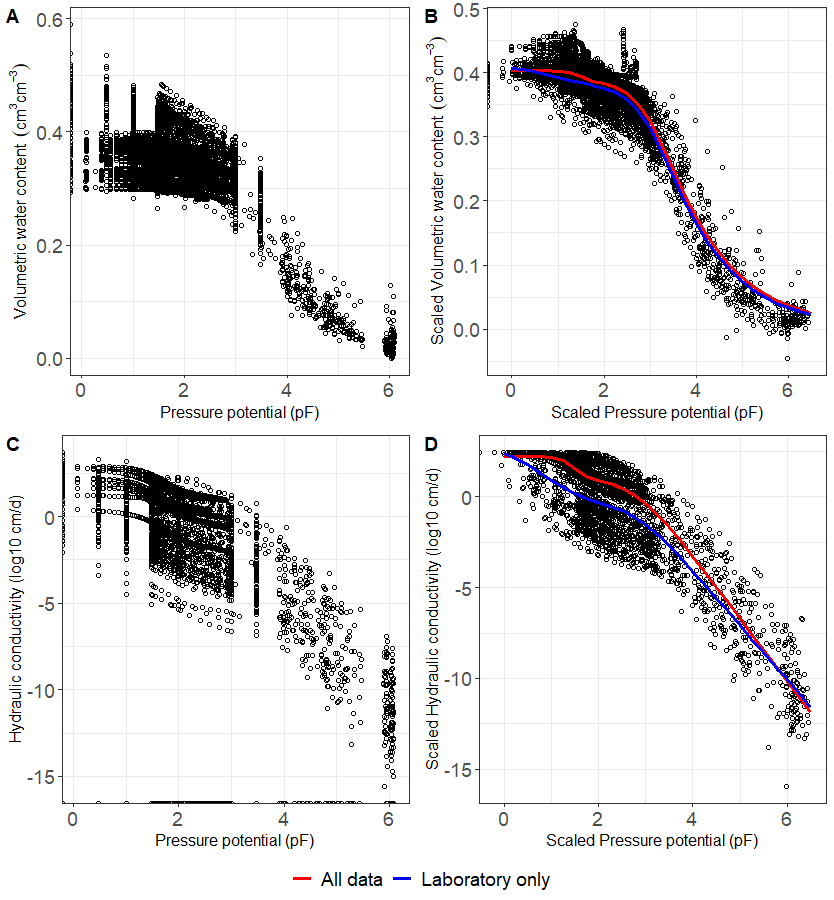 A
B
0.6
0.4
0.2
0.0
Volumetric water content (cm³cm⁻³)
0
2
4
6
Pressure potential (pF)
0.5
0.4
0.3
0.2
0.1
0.0
Scaled Volumetric water content (cm³cm⁻³)
0
2
4
6
Scaled Pressure potential (pF)
C
D
0
-5
-10
-15
Hydraulic conductivity (log10 cm/d)
0
2
4
6
Pressure potential (pF)
0
-5
-10
-15
Scaled Hydraulic conductivity (log10 cm/d)
0
2
4
6
Scaled Pressure potential (pF)
All data
Laboratory only